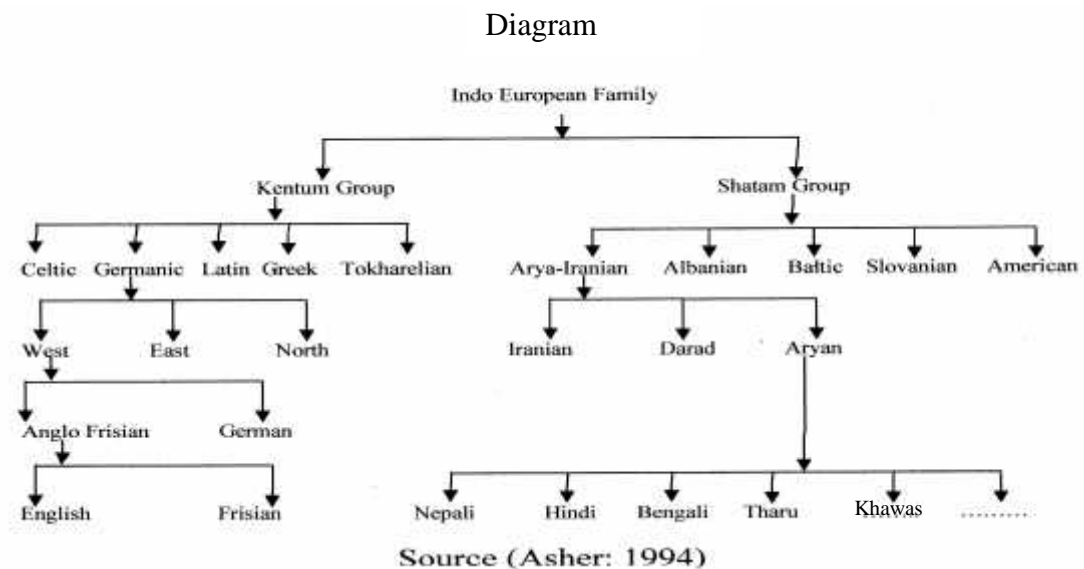 Diagram
Indo European Family
Kentum Group Shatam Group
Celtic Germanic Latin Greek Tokharelian Arya-Iranian Albanian Baltic Slovanian American
West East North Iranian Darad Aryan
Anglo Frisian German
English Frisian Nepali Hindi Bengali Tharu Khawas .........
Source (Asher: 1994)